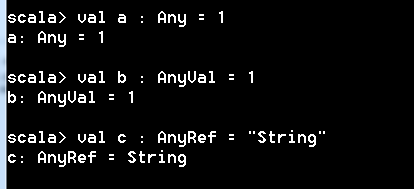 scala> val a : Any = 1
a: Any = 1
scala> val b : AnyVal = 1
b: AnyVal = 1
scala> val c : AnyRef = "String"
c: AnyRef = String